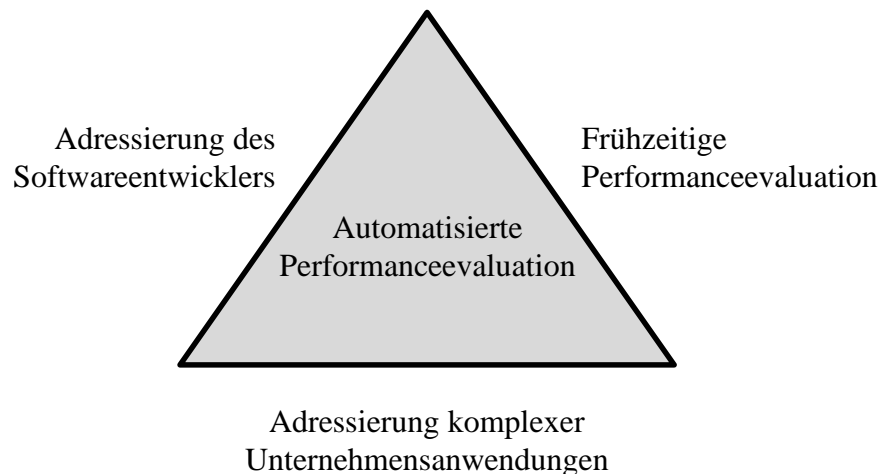 Adressierung des
Softwareentwicklers
Frühzeitige
Performanceevaluation
Automatisierte
Performanceevaluation
Adressierung komplexer
Unternehmensanwendungen